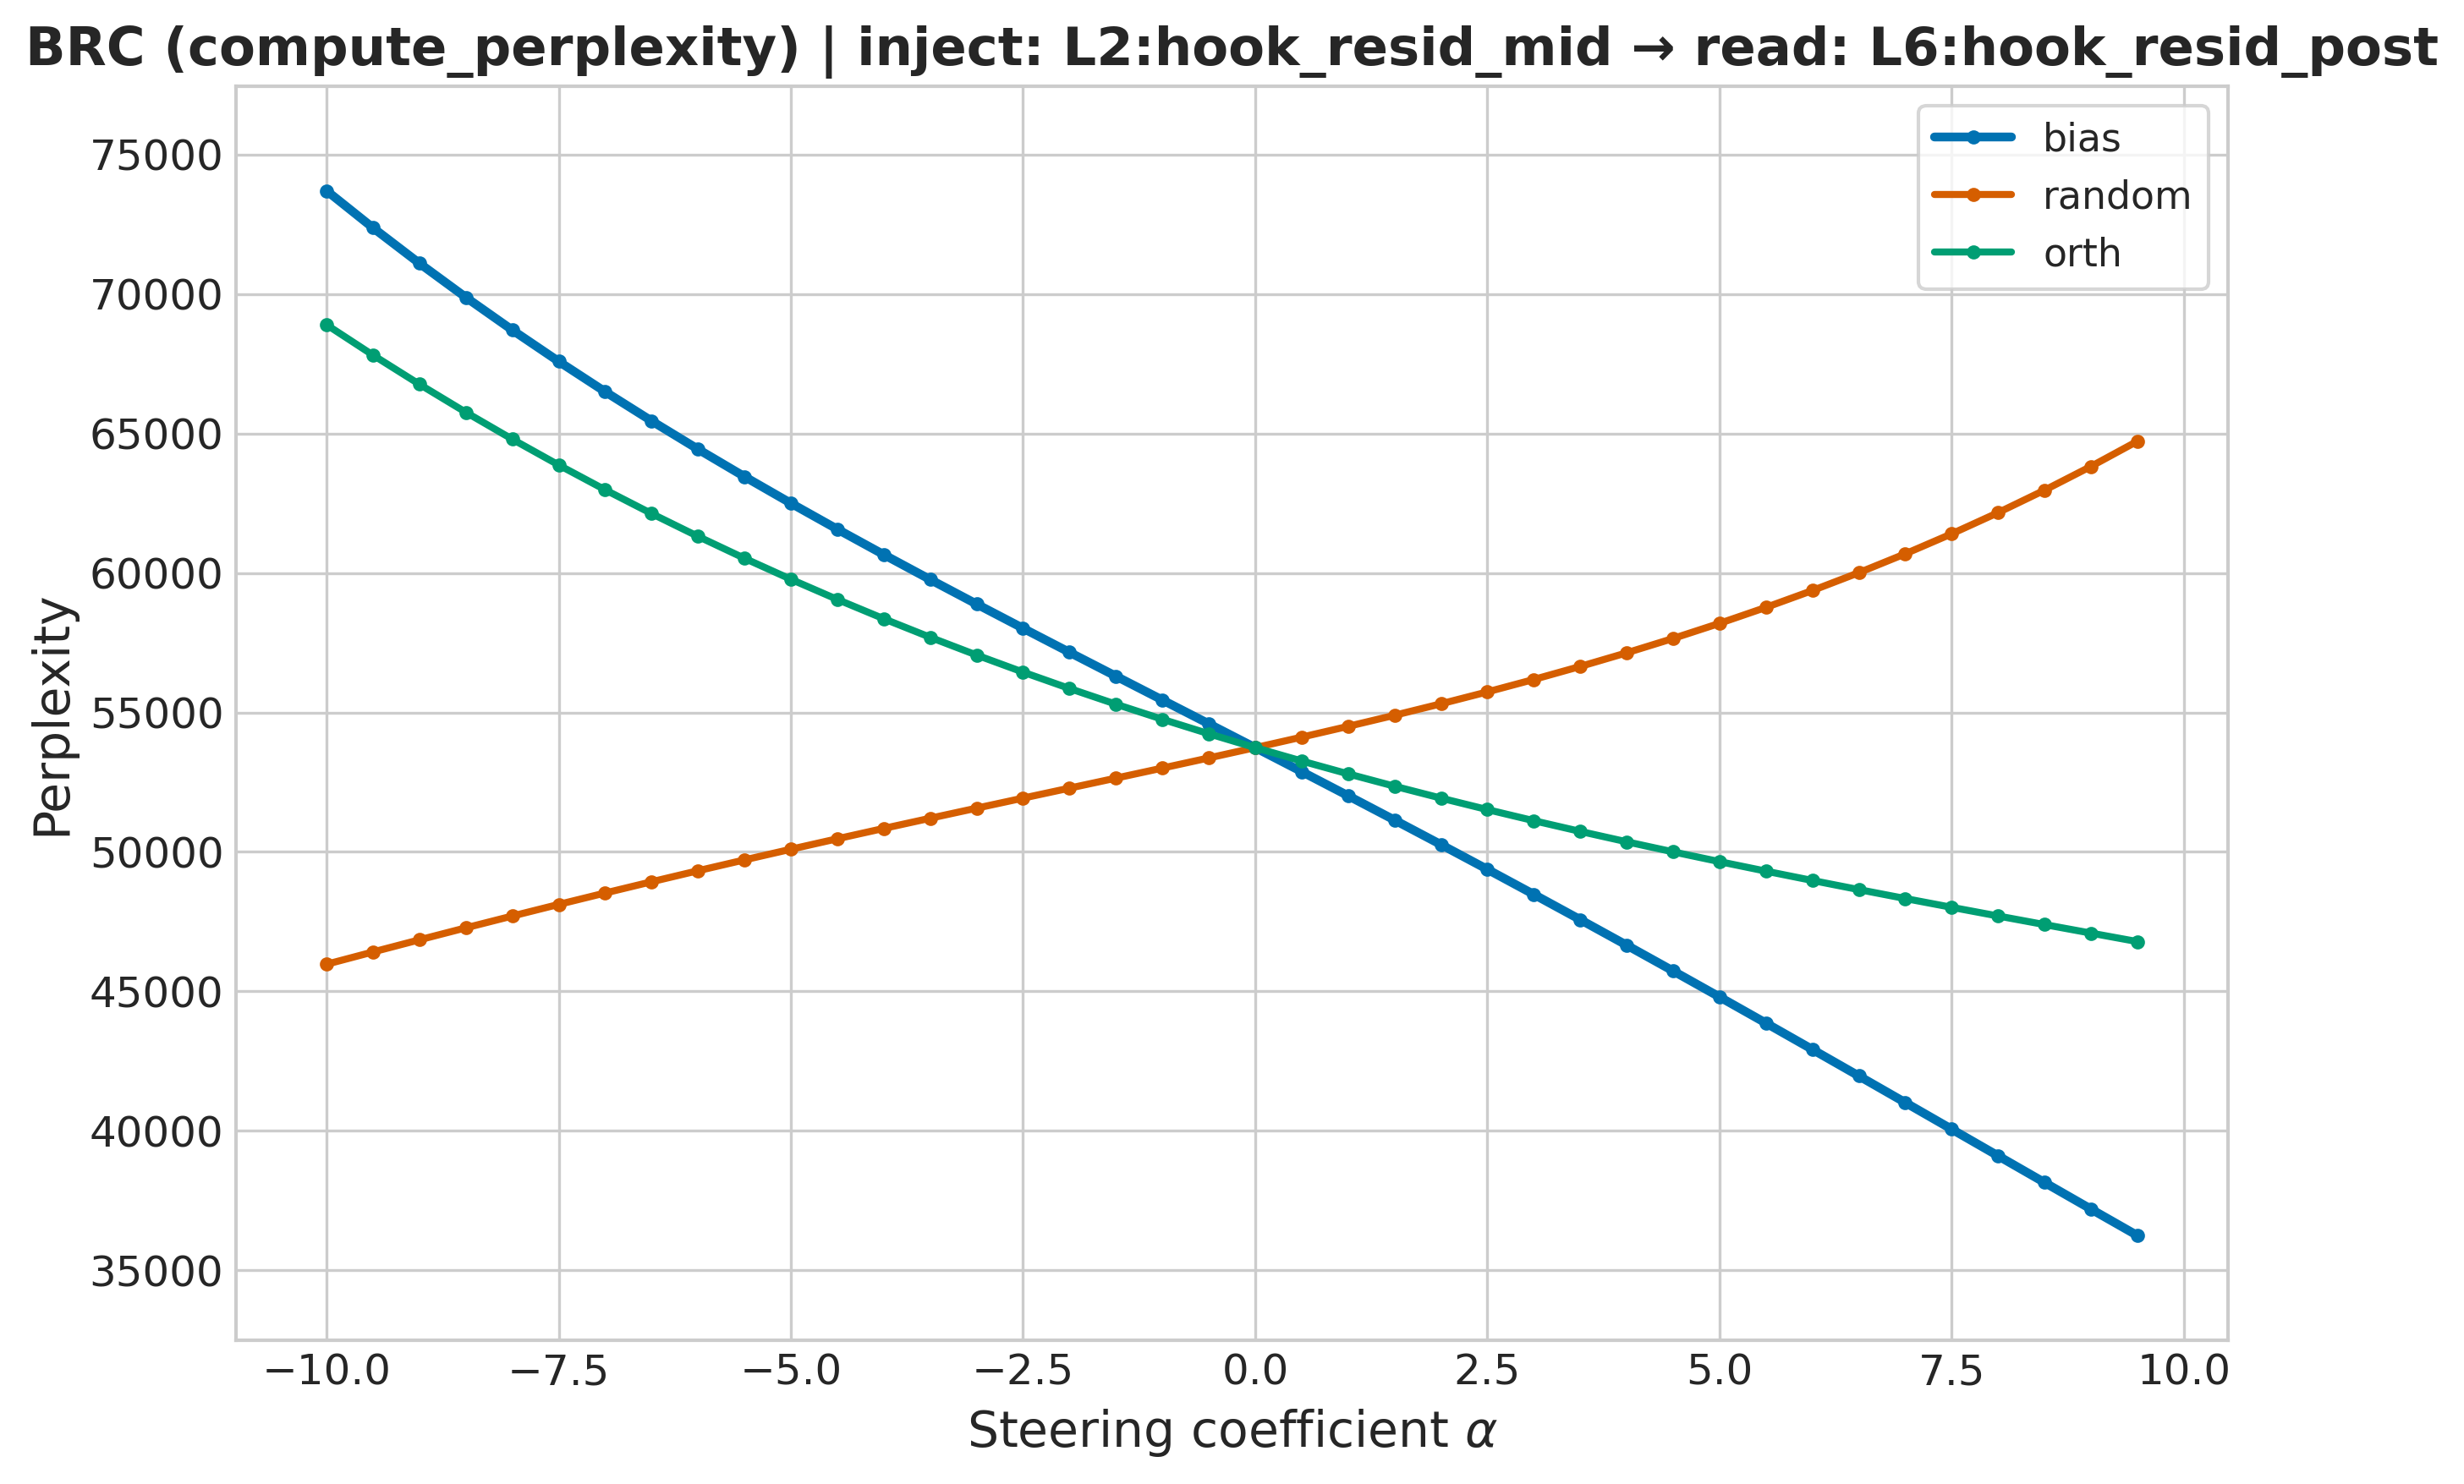 BRC (compute_perplexity) | inject: L2:hook_resid_mid → read: L6:hook_resid_post
bias
random
orth
Perplexity
75000
70000
65000
60000
55000
50000
45000
40000
35000
−10.0 −7.5 −5.0 −2.5 0.0 2.5 5.0 7.5 10.0
Steering coefficient α